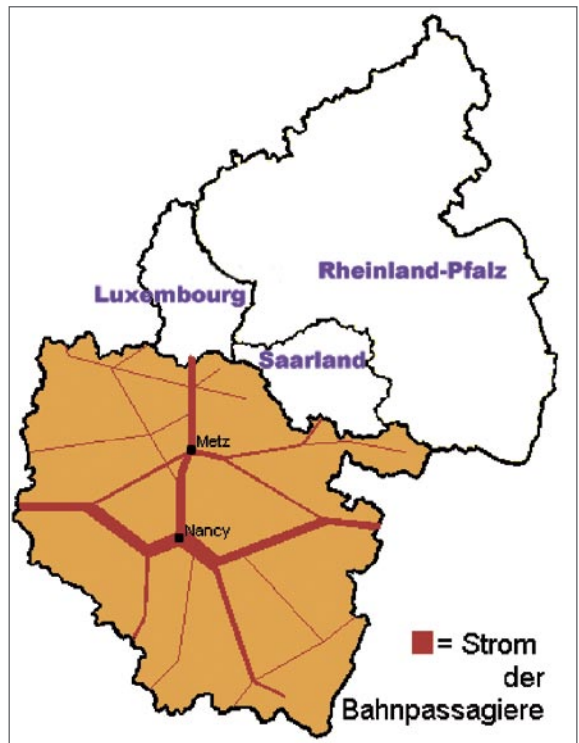 Rheinland-Pfalz
Luxembourg
Saarland
Metz
Nancy
= Strom
der
Bahnpassagiere